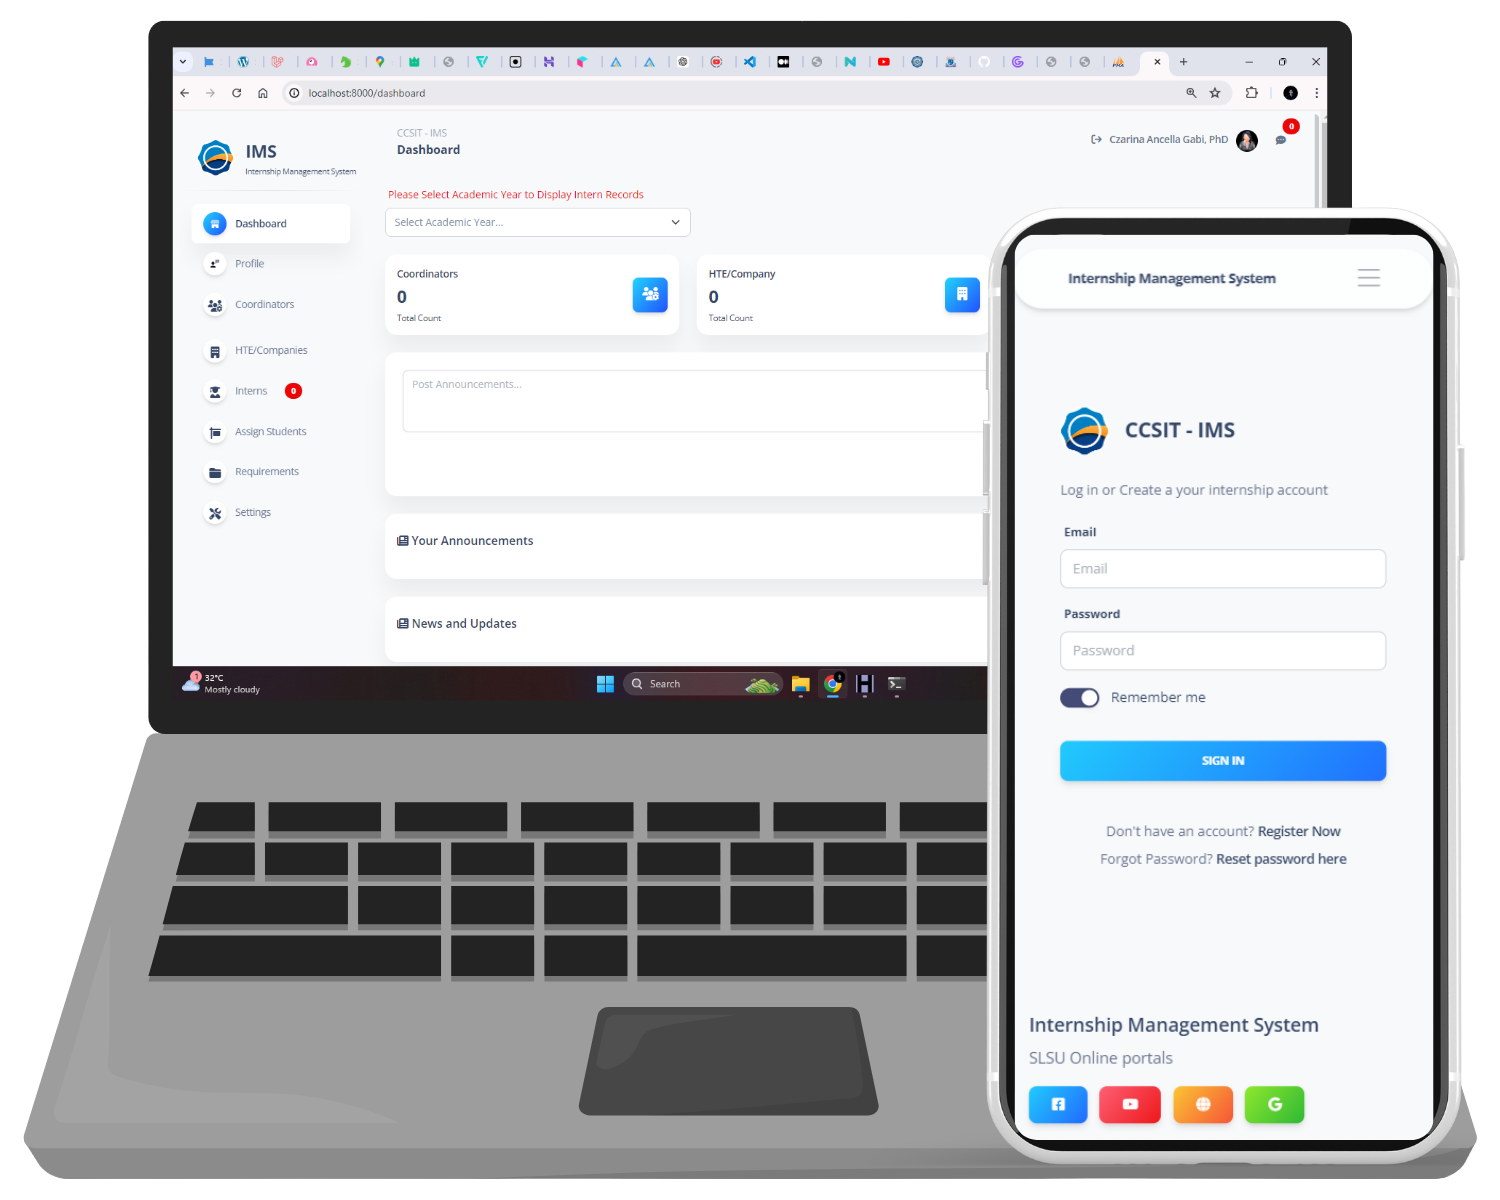 localhost:8000/dashboard
IMS
Internship Management System
CCSIT - IMS
Dashboard
Czarina Ancella Gabi, PhD
0
Please Select Academic Year to Display Intern Records
Select Academic Year...
Dashboard
Profile
Coordinators
HTE/Companies
Interns 0
Assign Students
Requirements
Settings
Coordinators
0
Total Count
HTE/Company
0
Total Count
Post Announcements...
Your Announcements
News and Updates
1
32°C
Mostly cloudy
Search
Internship Management System
CCSIT - IMS
Log in or Create a your internship account
Email
Email
Password
Password
Remember me
SIGN IN
Don't have an account? Register Now
Forgot Password? Reset password here
Internship Management System
SLSU Online portals